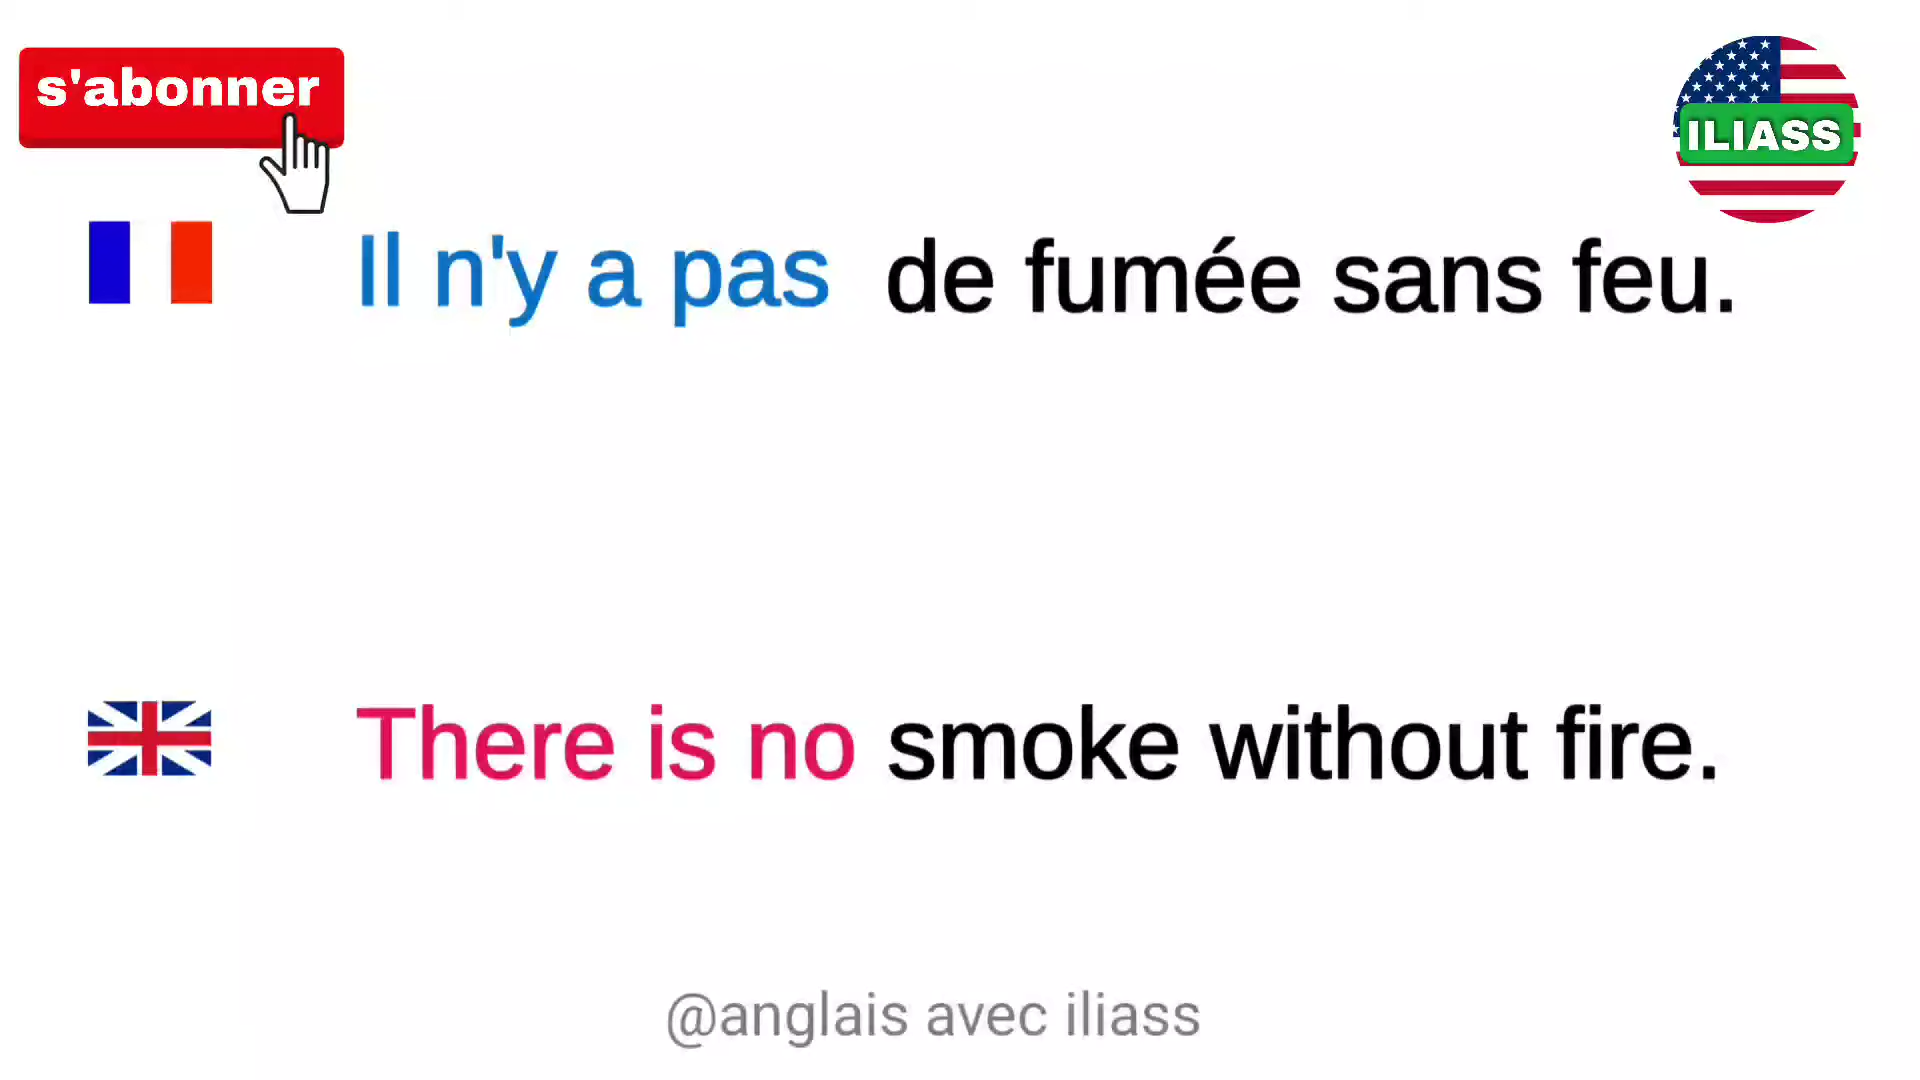 s'abonner
ILIASS
Il n'y a pas de fumée sans feu.
There is no smoke without fire.
@anglais avec iliass